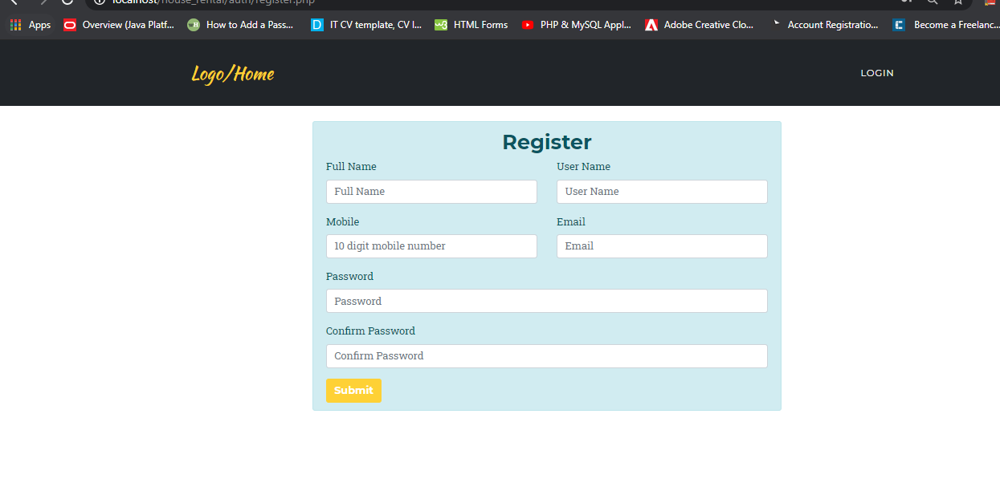 localhost/house_rental/auth/register.php
Apps Overview (Java Platf... How to Add a Pass... IT CV template, CV l... HTML Forms PHP & MySQL Appl... Adobe Creative Clo... Account Registratio... Become a Freelanc...
Logo/Home LOGIN
Register
Full Name User Name
Full Name User Name
Mobile Email
10 digit mobile number Email
Password
Password
Confirm Password
Confirm Password
Submit